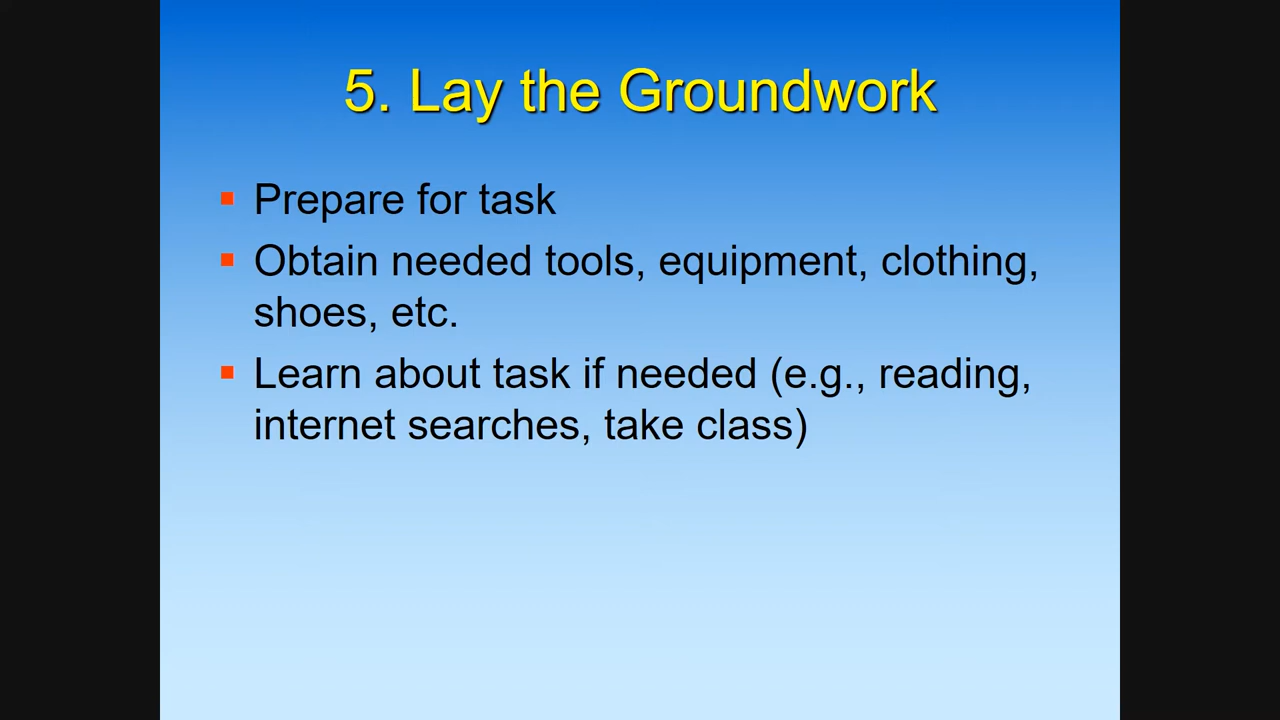 5. Lay the Groundwork
Prepare for task
Obtain needed tools, equipment, clothing,
shoes, etc.
Learn about task if needed (e.g., reading,
internet searches, take class)